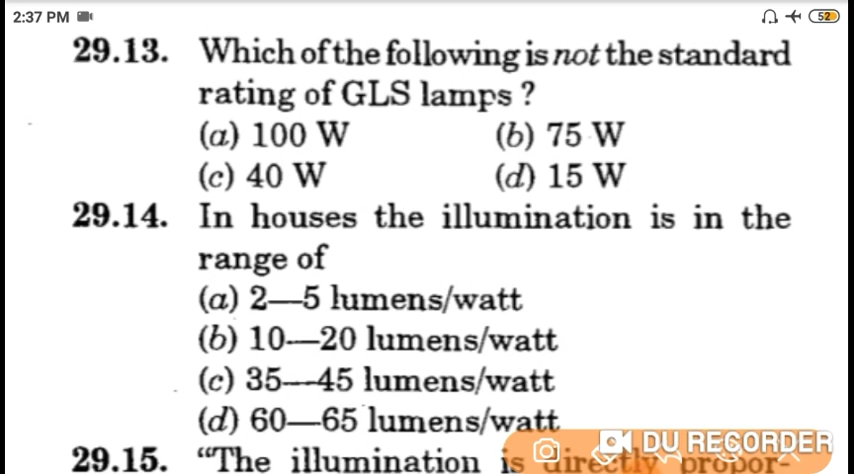 2:37 PM
52
29.13. Which of the following is not the standard
rating of GLS lamps ?
(a) 100 W (b) 75 W
(c) 40 W (d) 15 W
29.14. In houses the illumination is in the
range of
(a) 2—5 lumens/watt
(b) 10—20 lumens/watt
(c) 35—45 lumens/watt
(d) 60—65 lumens/watt
DU RECORDER
29.15. “The illumination is directly propor-